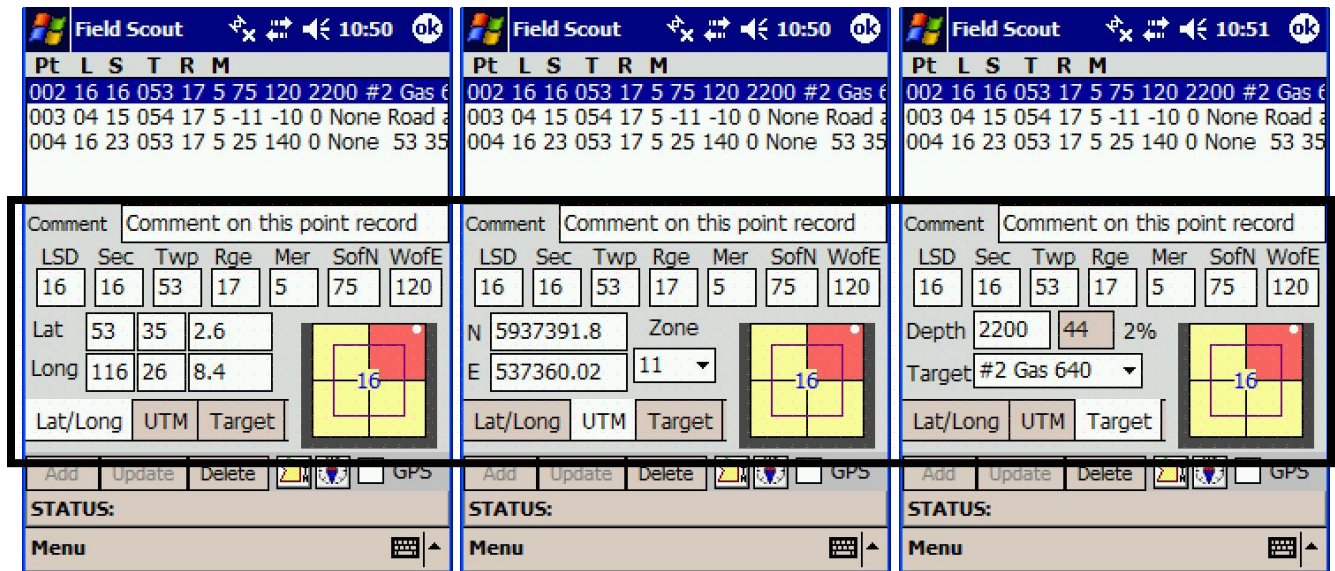 Field Scout 10:50 ok
Pt L S T R M
002 16 16 053 17 5 75 120 2200 #2 Gas 6
003 04 15 054 17 5 -11 -10 0 None Road a
004 16 23 053 17 5 25 140 0 None 53 35
Comment Comment on this point record
LSD Sec Twp Rge Mer SofN WofE
16 16 53 17 5 75 120
Lat 53 35 2.6
Long 116 26 8.4
16
Lat/Long UTM Target
Add Update Delete GPS
STATUS:
Menu
Field Scout 10:50 ok
Pt L S T R M
002 16 16 053 17 5 75 120 2200 #2 Gas 6
003 04 15 054 17 5 -11 -10 0 None Road a
004 16 23 053 17 5 25 140 0 None 53 35
Comment Comment on this point record
LSD Sec Twp Rge Mer SofN WofE
16 16 53 17 5 75 120
N 5937391.8 Zone
E 537360.02 11
16
Lat/Long UTM Target
Add Update Delete GPS
STATUS:
Menu
Field Scout 10:51 ok
Pt L S T R M
002 16 16 053 17 5 75 120 2200 #2 Gas 6
003 04 15 054 17 5 -11 -10 0 None Road a
004 16 23 053 17 5 25 140 0 None 53 35
Comment Comment on this point record
LSD Sec Twp Rge Mer SofN WofE
16 16 53 17 5 75 120
Depth 2200 44 2%
Target #2 Gas 640
16
Lat/Long UTM Target
Add Update Delete GPS
STATUS:
Menu